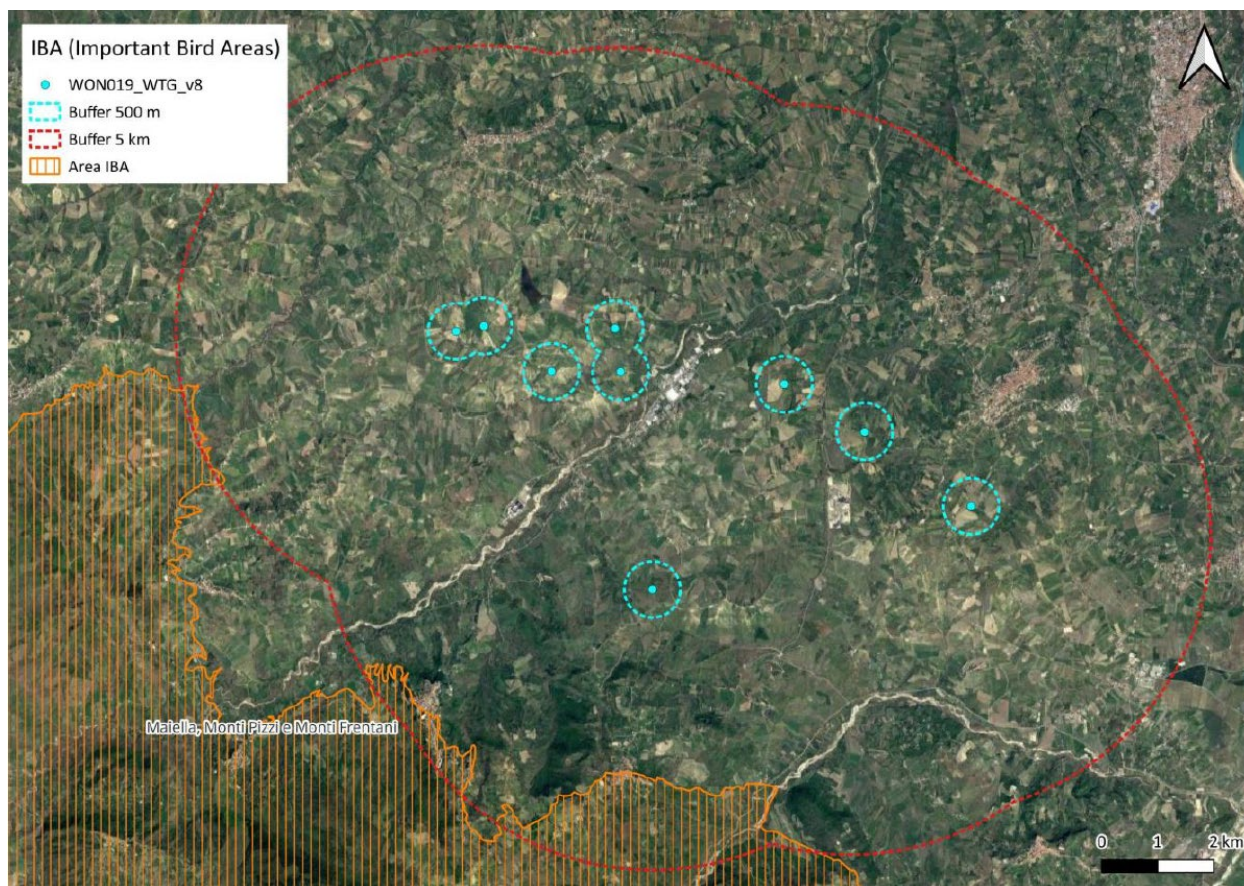 IBA (Important Bird Areas)
WON019_WTG_v8
Buffer 500 m
Buffer 5 km
Area IBA
Maiella, Monti Pizzi e Monti Frentani
0 1 2 km